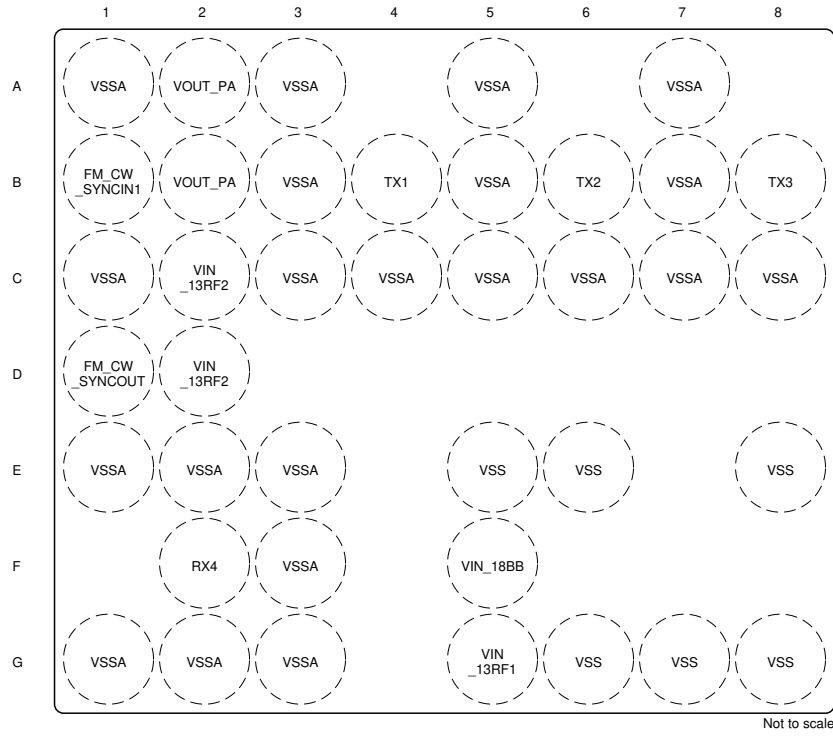 1 2 3 4 5 6 7 8
A VSSA VOUT_PA VSSA VSSA VSSA
B FM_CW
_SYNCIN1 VOUT_PA VSSA TX1 VSSA TX2 VSSA TX3
C VSSA VIN
_13RF2 VSSA VSSA VSSA VSSA VSSA VSSA
D FM_CW
_SYNCOUT VIN
_13RF2
E VSSA VSSA VSSA VSS VSS VSS
F RX4 VSSA VIN_18BB
G VSSA VSSA VSSA VIN
_13RF1 VSS VSS VSS
Not to scale